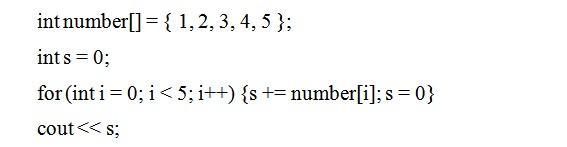 int number[] = { 1, 2, 3, 4, 5 };
int s = 0;
for (int i = 0; i < 5; i++) {s += number[i]; s = 0}
cout << s;